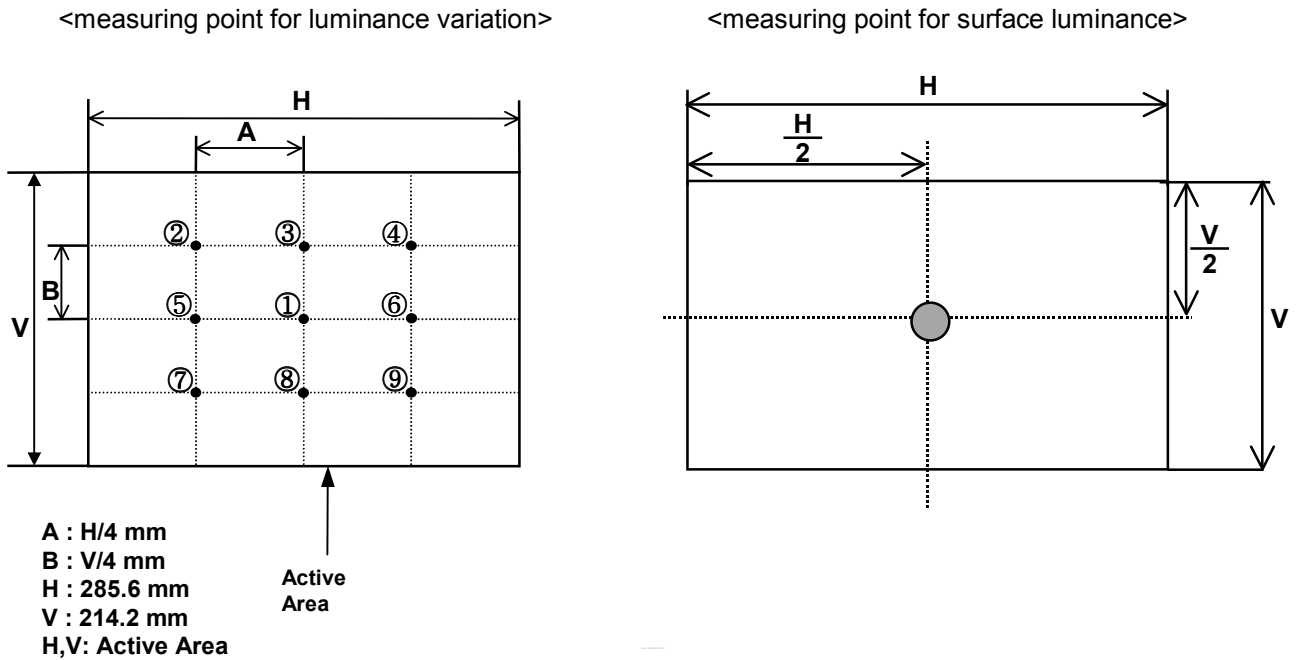 <measuring point for luminance variation>
H
A
② ③ ④
B
⑤ ① ⑥
V
⑦ ⑧ ⑨
A : H/4 mm
B : V/4 mm
H : 285.6 mm
V : 214.2 mm
H,V: Active Area
Active
Area
<measuring point for surface luminance>
H
H
2
V
2
V